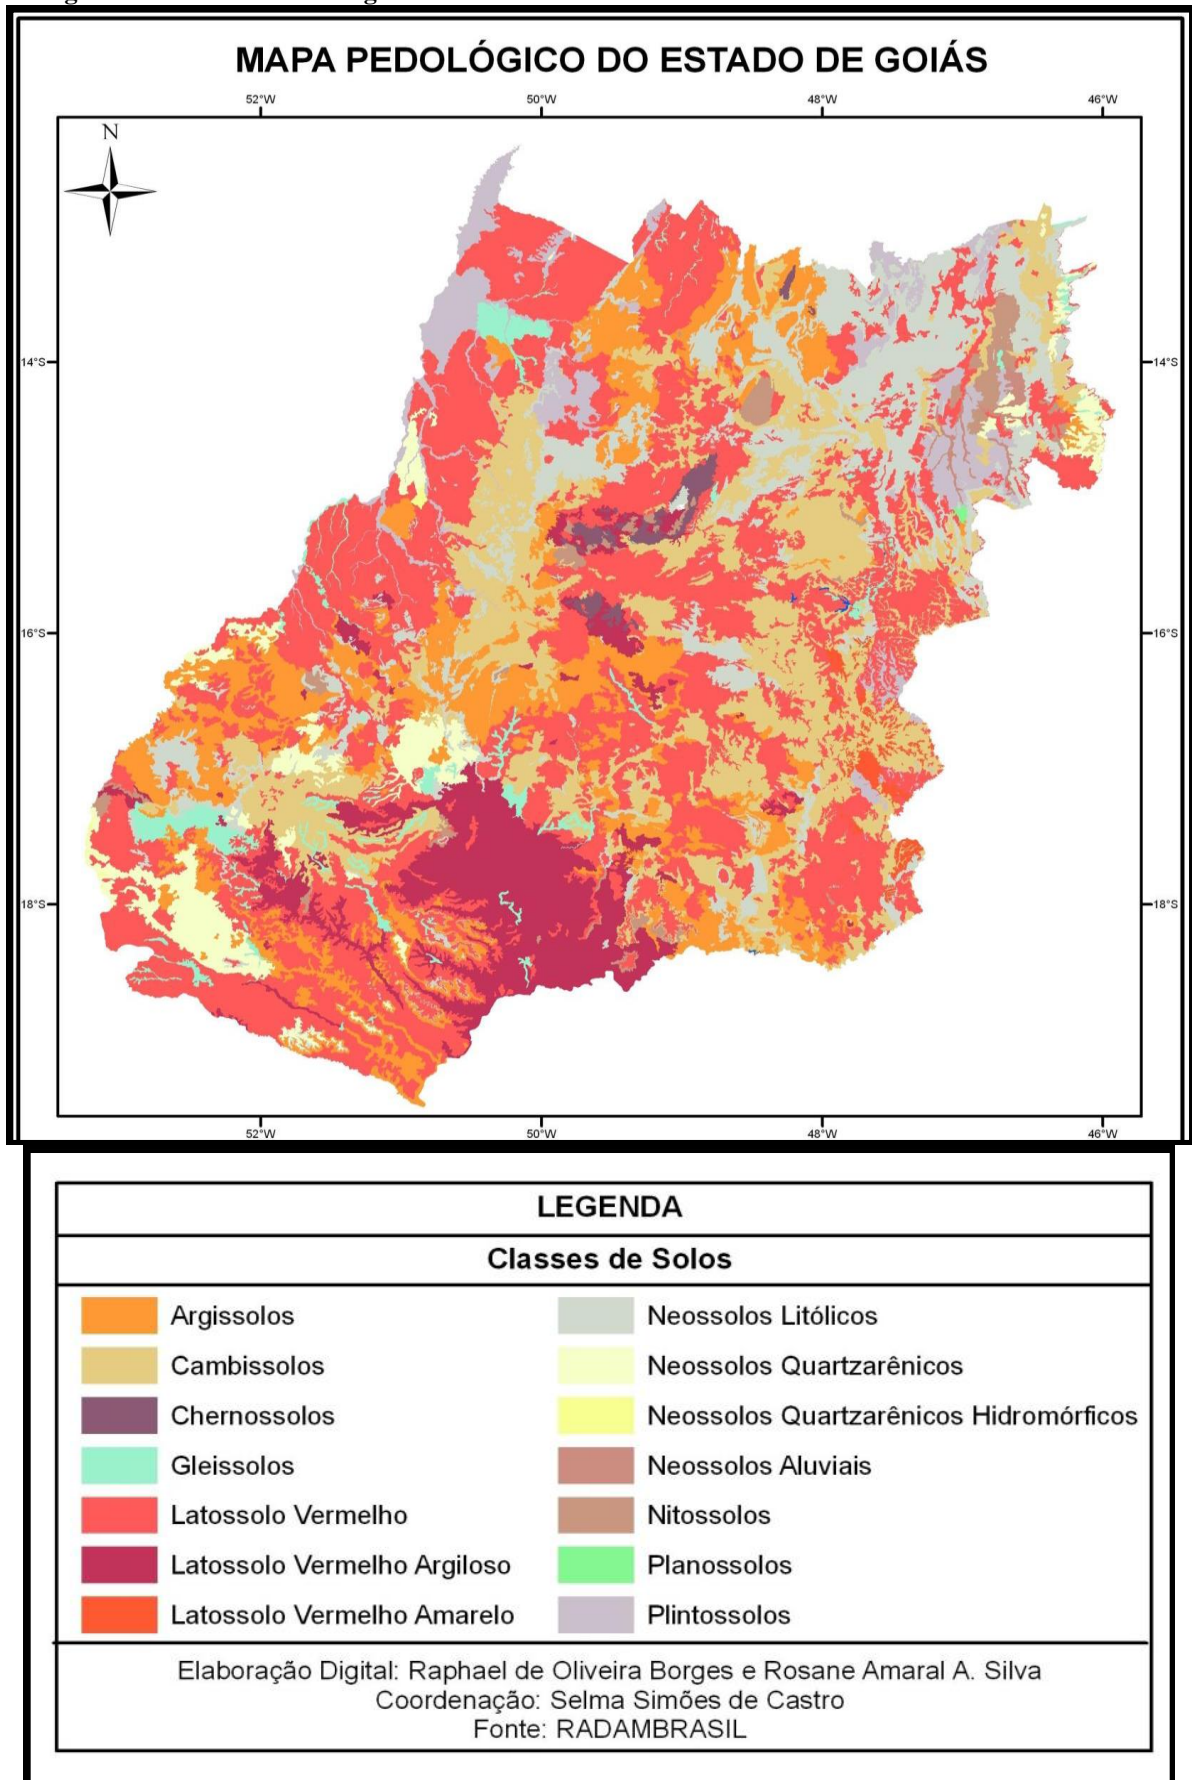 MAPA PEDOLÓGICO DO ESTADO DE GOIÁS
52°W 50°W 48°W 46°W
N
14°S 14°S
16°S 16°S
18°S 18°S
52°W 50°W 48°W 46°W
LEGENDA
Classes de Solos
Argissolos
Cambissolos
Chernossolos
Gleissolos
Latossolo Vermelho
Latossolo Vermelho Argiloso
Latossolo Vermelho Amarelo
Neossolos Litólicos
Neossolos Quartzarênicos
Neossolos Quartzarênicos Hidromórficos
Neossolos Aluviais
Nitossolos
Planossolos
Plintossolos
Elaboração Digital: Raphael de Oliveira Borges e Rosane Amaral A. Silva
Coordenação: Selma Simões de Castro
Fonte: RADAMBRASIL